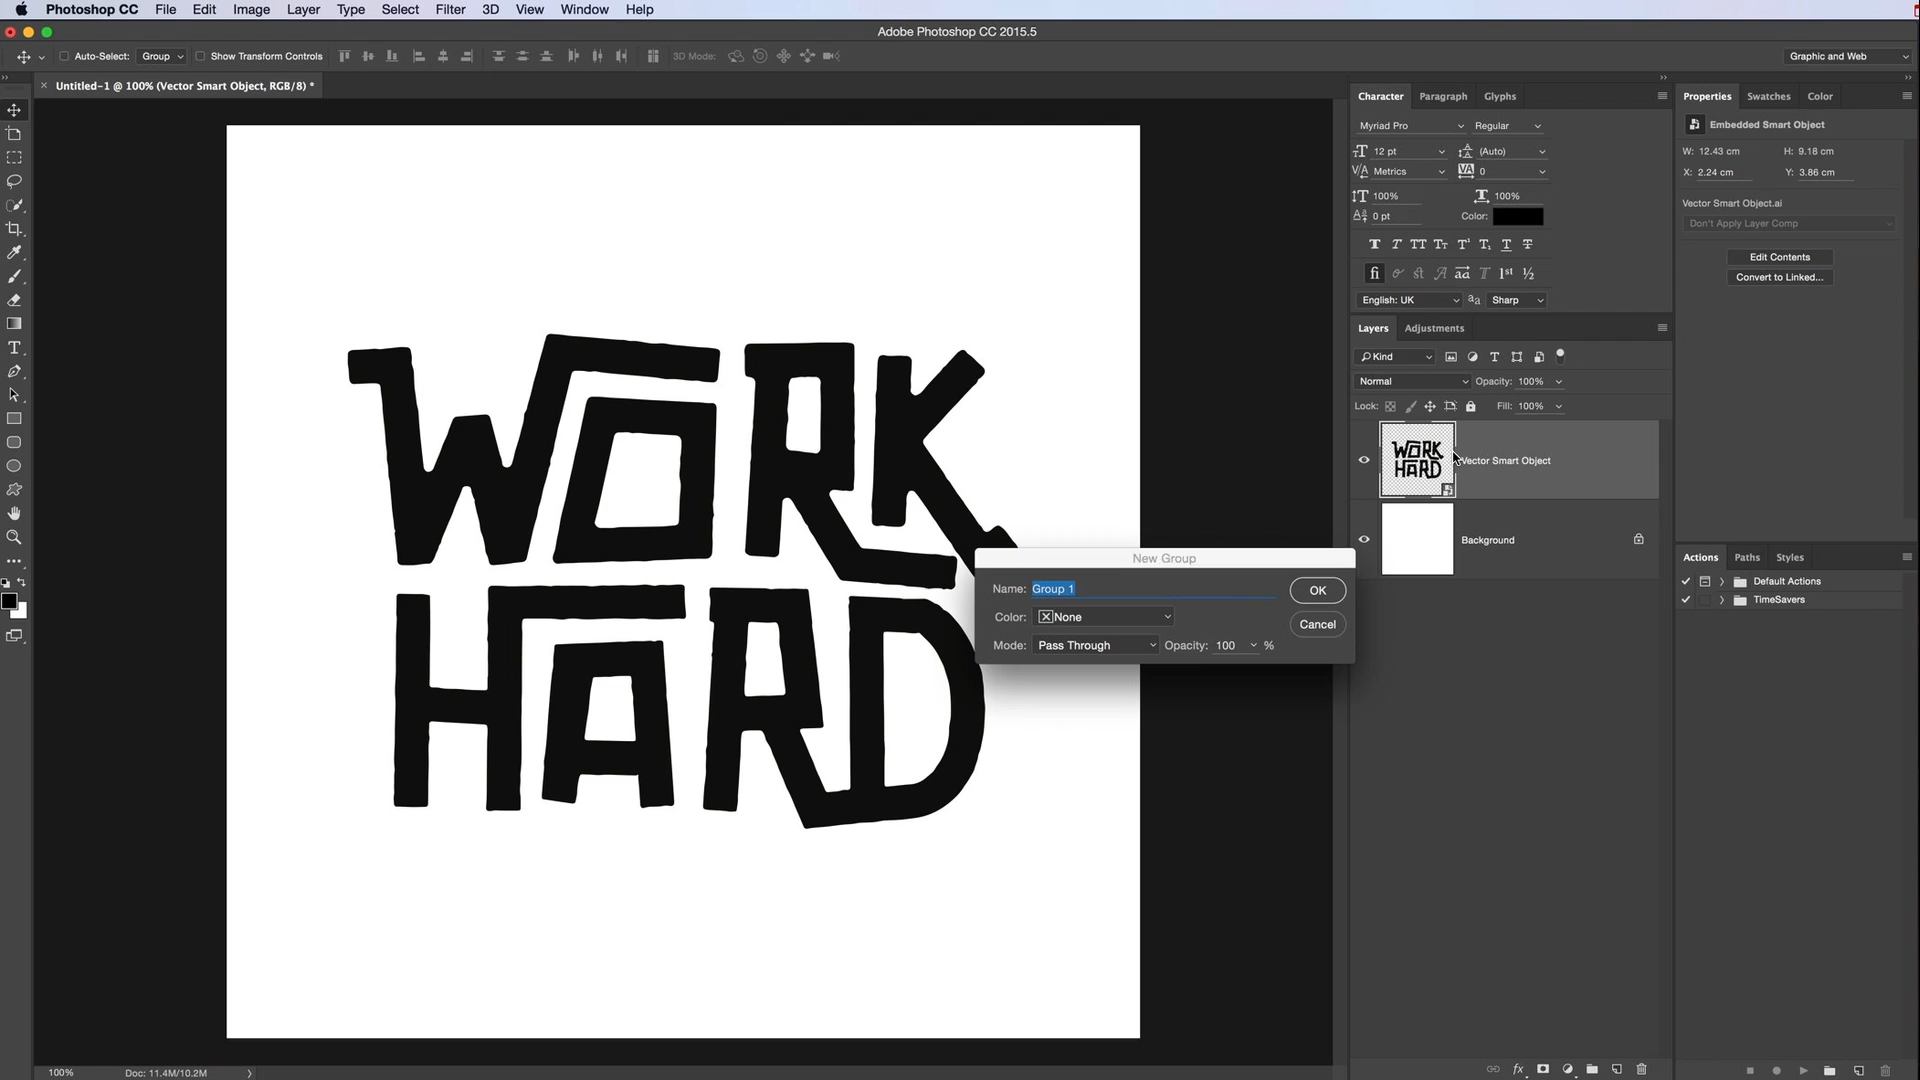 Photoshop CC File Edit Image Layer Type Select Filter 3D View Window Help
Adobe Photoshop CC 2015.5
Auto-Select: Group Show Transform Controls 3D Mode: Graphic and Web
Untitled-1 @ 100% (Vector Smart Object, RGB/8) *
WORK
HARD
New Group
Name: Group 1 OK
Color: None
Cancel
Mode: Pass Through Opacity: 100 %
Character Paragraph Glyphs
Myriad Pro Regular
12 pt (Auto)
Metrics 0
100% 100%
0 pt Color:
English: UK Sharp
Layers Adjustments
Kind
Normal Opacity: 100%
Lock: Fill: 100%
WORK
HARD
Vector Smart Object
Background
Properties Swatches Color
Embedded Smart Object
W: 12.43 cm H: 9.18 cm
X: 2.24 cm Y: 3.86 cm
Vector Smart Object.ai
Don't Apply Layer Comp
Edit Contents
Convert to Linked...
Actions Paths Styles
Default Actions
TimeSavers
100% Doc: 11.4M/10.2M